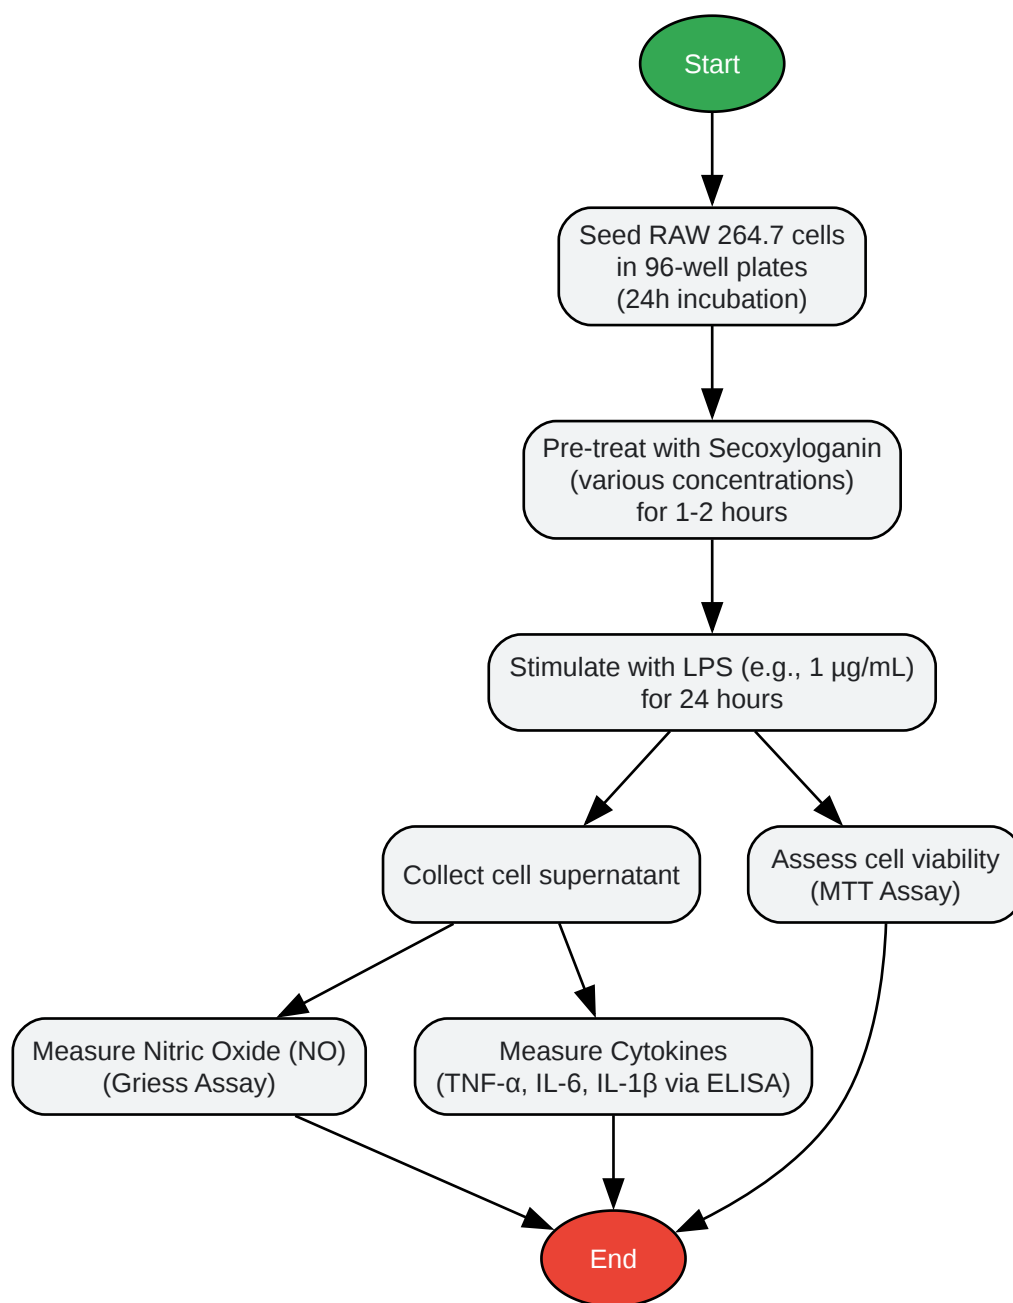 Start
Seed RAW 264.7 cells
in 96-well plates
(24h incubation)
Pre-treat with Secoxyloganin
(various concentrations)
for 1-2 hours
Stimulate with LPS (e.g., 1 µg/mL)
for 24 hours
Collect cell supernatant
Assess cell viability
(MTT Assay)
Measure Nitric Oxide (NO)
(Griess Assay)
Measure Cytokines
(TNF-α, IL-6, IL-1β via ELISA)
End